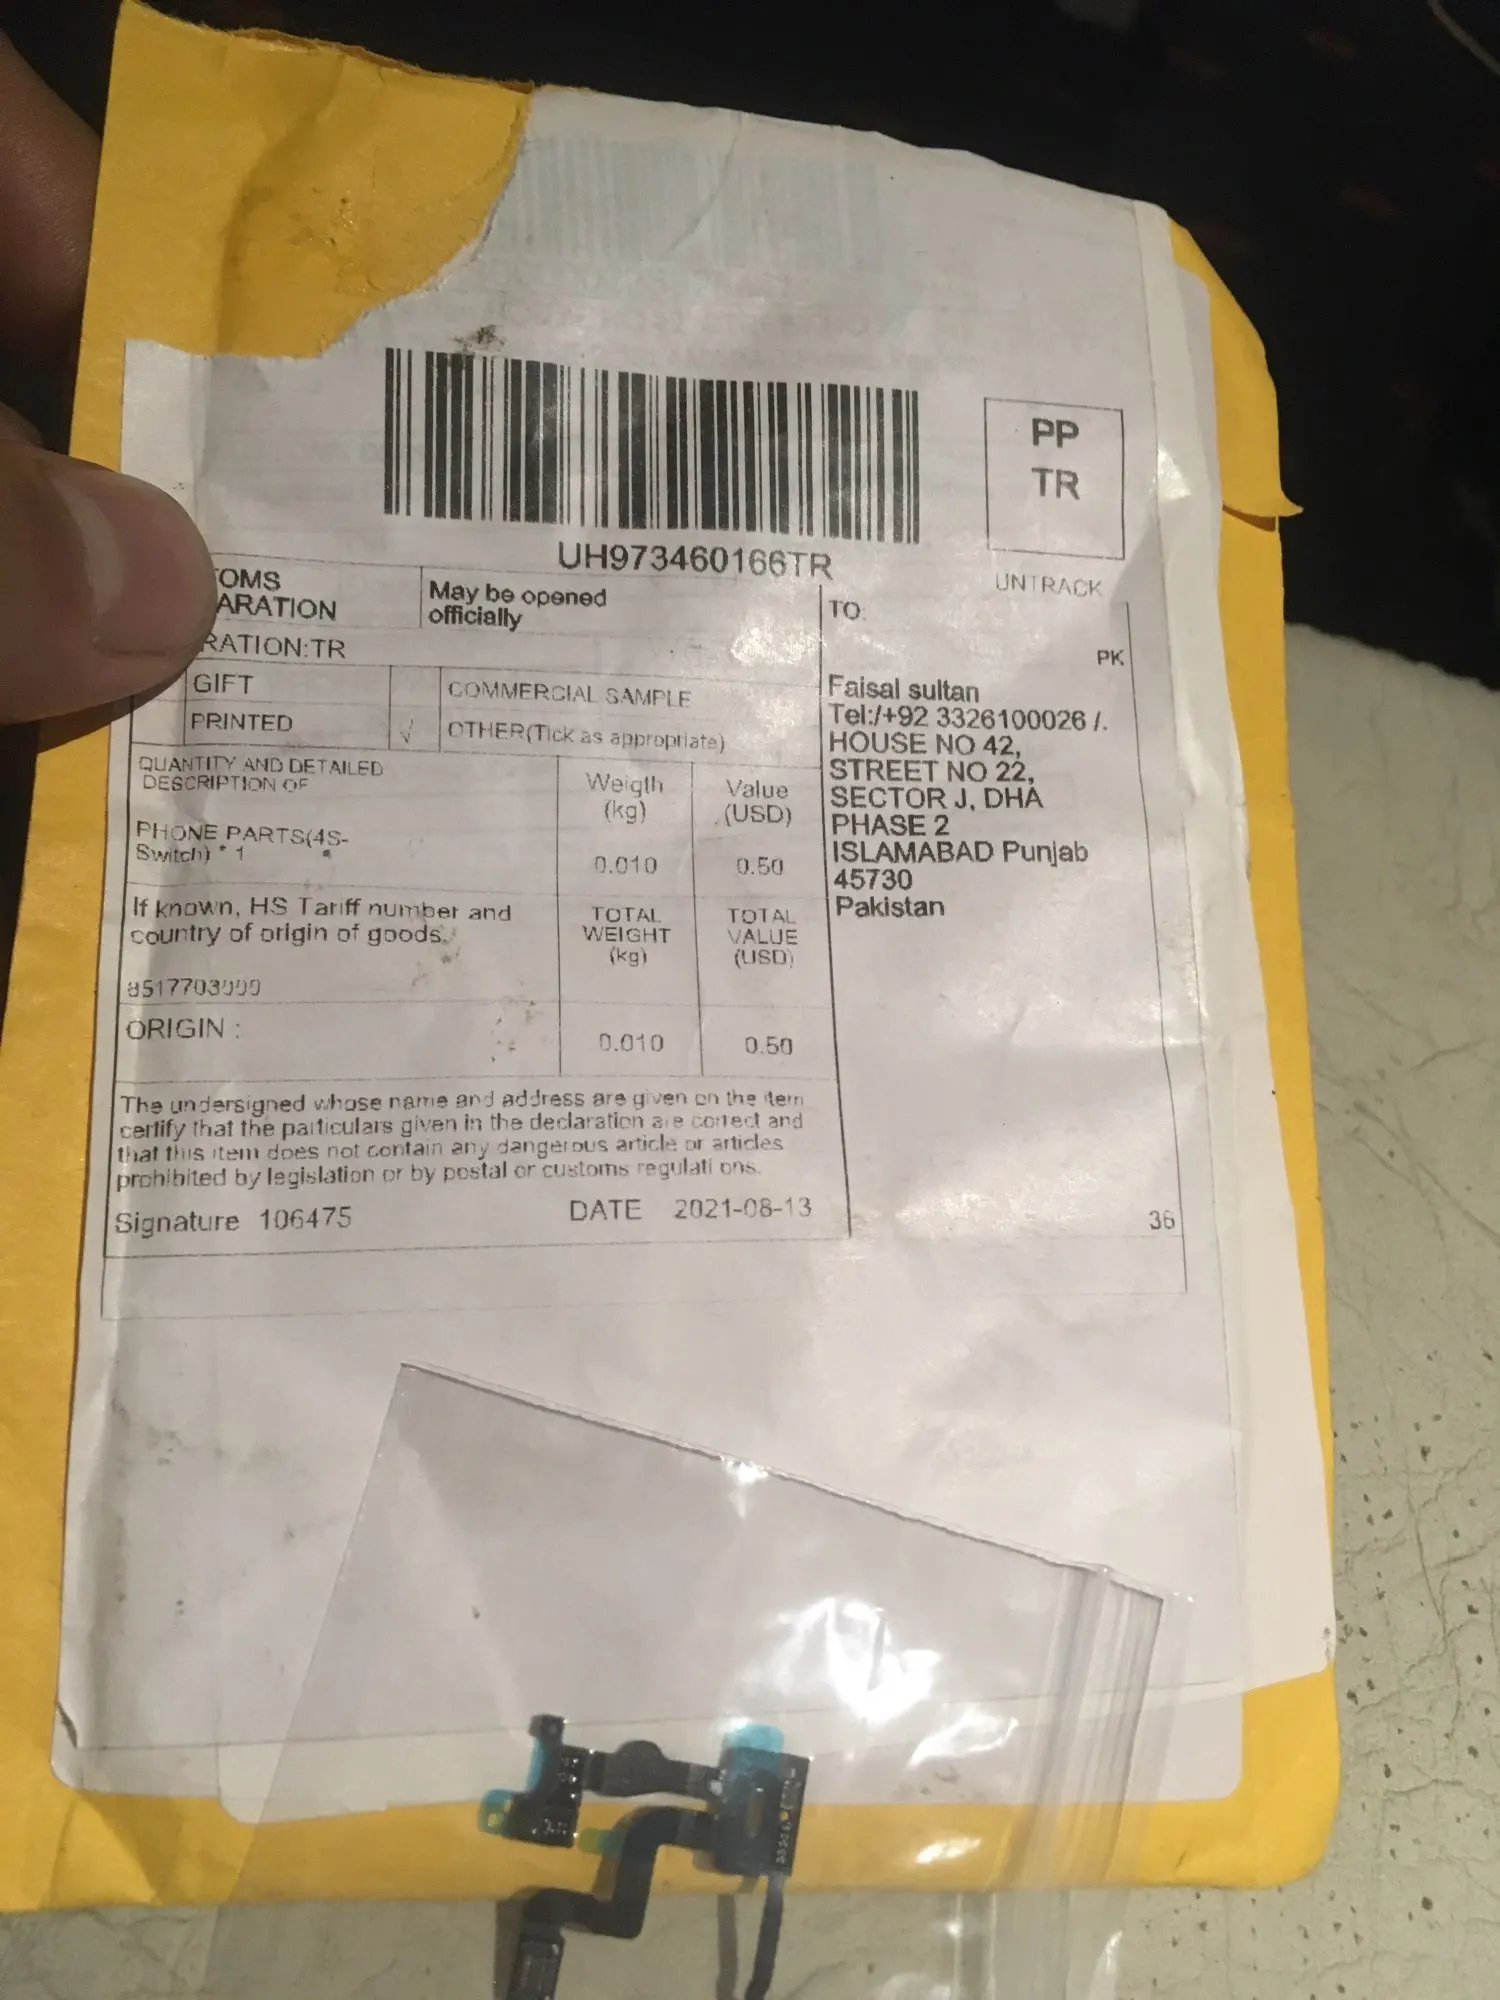 PP
TR
UH973460166TR
UNTRACK
OMS
ARATION
May be opened
officially
RATION:TR
GIFT
COMMERCIAL SAMPLE
PRINTED
√
OTHER(Tick as appropriate)
QUANTITY AND DETAILED
DESCRIPTION OF
Weigth
(kg)
Value
(USD)
PHONE PARTS(4S-
Switch) * 1
0.010
0.50
If known, HS Tariff number and
country of origin of goods.
TOTAL
WEIGHT
(kg)
TOTAL
VALUE
(USD)
8517703000
ORIGIN :
0.010
0.50
The undersigned whose name and address are given on the item
certify that the particulars given in the declaration are correct and
that this item does not contain any dangerous article or articles
prohibited by legislation or by postal or customs regulati ons.
Signature 106475
DATE 2021-08-13
TO:
PK
Faisal sultan
Tel:/+92 3326100026 /.
HOUSE NO 42,
STREET NO 22,
SECTOR J, DHA
PHASE 2
ISLAMABAD Punjab
45730
Pakistan
36